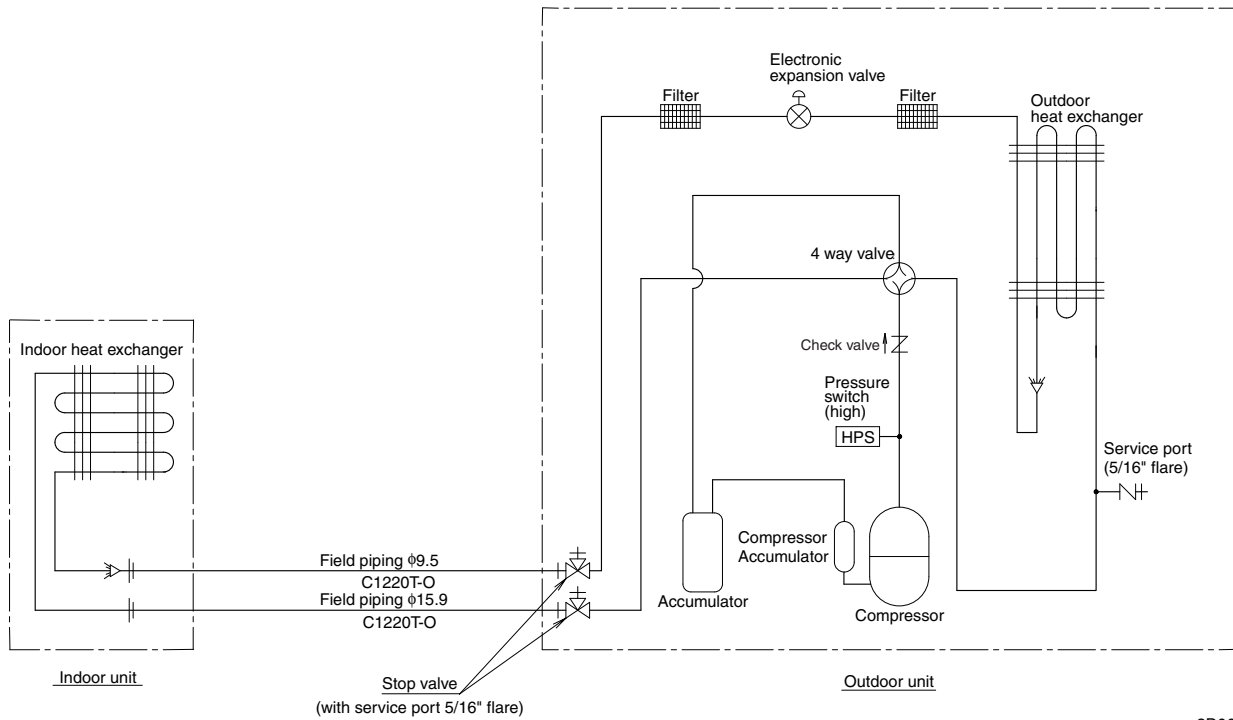 Electronic
expansion valve
Filter
Filter
Outdoor
heat exchanger
4 way valve
Check valve
Pressure
switch
(high)
HPS
Indoor heat exchanger
Service port
(5/16" flare)
Compressor
Accumulator
Field piping ϕ9.5
C1220T-O
Field piping ϕ15.9
C1220T-O
Accumulator
Compressor
Indoor unit
Stop valve
(with service port 5/16" flare)
Outdoor unit